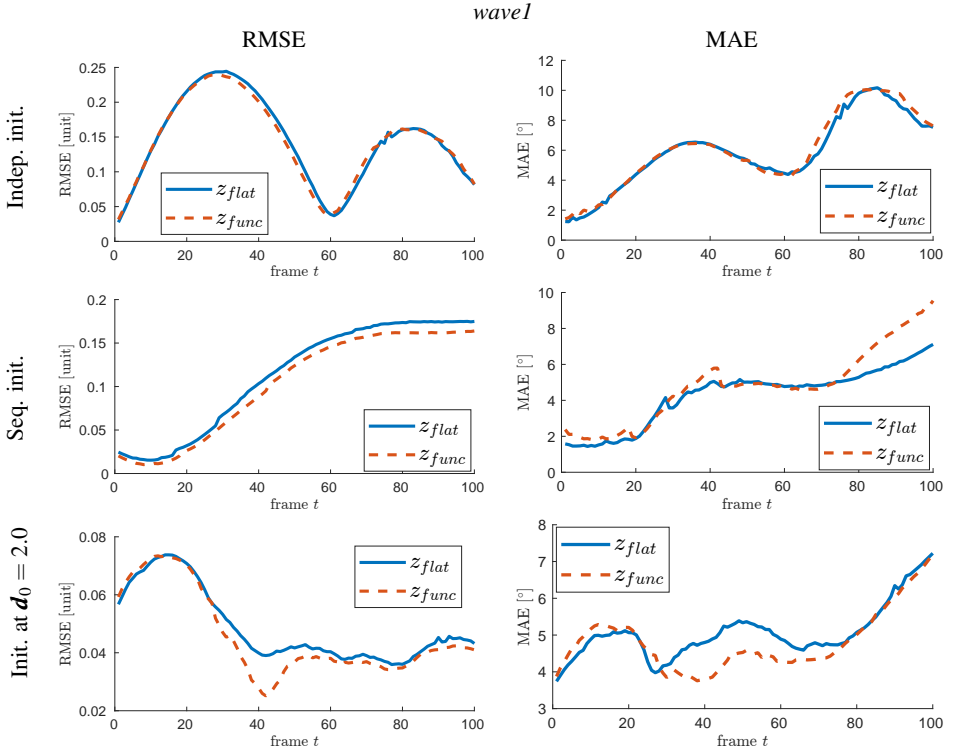 wave1
RMSE
MAE
Indep. init.
RMSE [unit]
0.25
0.2
0.15
0.1
0.05
0
0 20 40 60 80 100
frame t
z_flat
z_func
MAE [°]
12
10
8
6
4
2
0
0 20 40 60 80 100
frame t
z_flat
z_func
Seq. init.
RMSE [unit]
0.2
0.15
0.1
0.05
0
0 20 40 60 80 100
frame t
z_flat
z_func
MAE [°]
10
8
6
4
2
0
0 20 40 60 80 100
frame t
z_flat
z_func
Init. at d₀ = 2.0
RMSE [unit]
0.08
0.06
0.04
0.02
0 20 40 60 80 100
frame t
z_flat
z_func
MAE [°]
8
7
6
5
4
3
0 20 40 60 80 100
frame t
z_flat
z_func